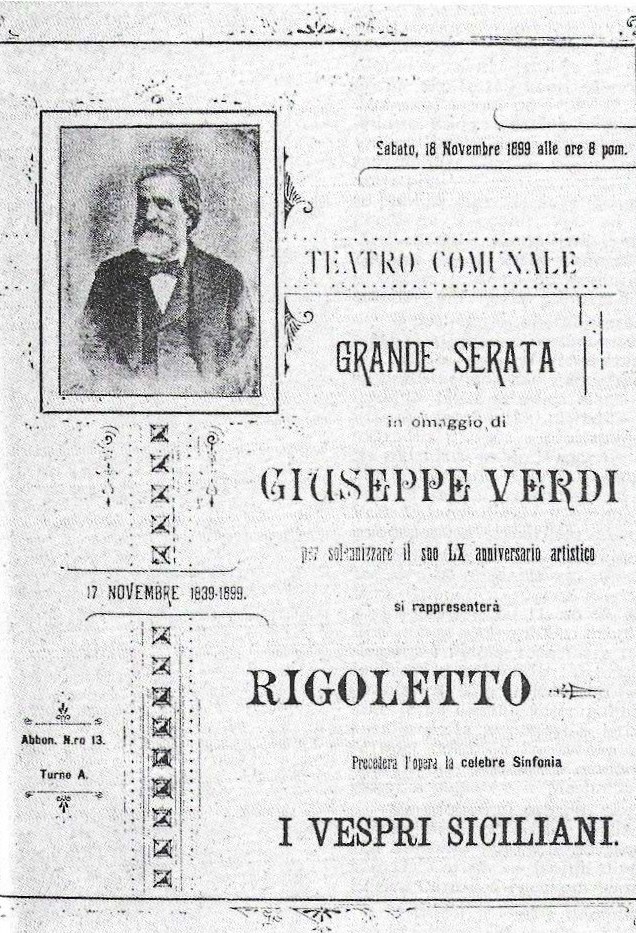 Sabato, 18 Novembre 1899 alle ore 8 pom.
TEATRO COMUNALE
GRANDE SERATA
in omaggio di
GIUSEPPE VERDI
per solennizzare il suo LX anniversario artistico
17 NOVEMBRE 1839-1899.
si rappresenterà
RIGOLETTO
Abbon. N.ro 13.
Turno A.
Precederà l'opera la celebre Sinfonia
I VESPRI SICILIANI.